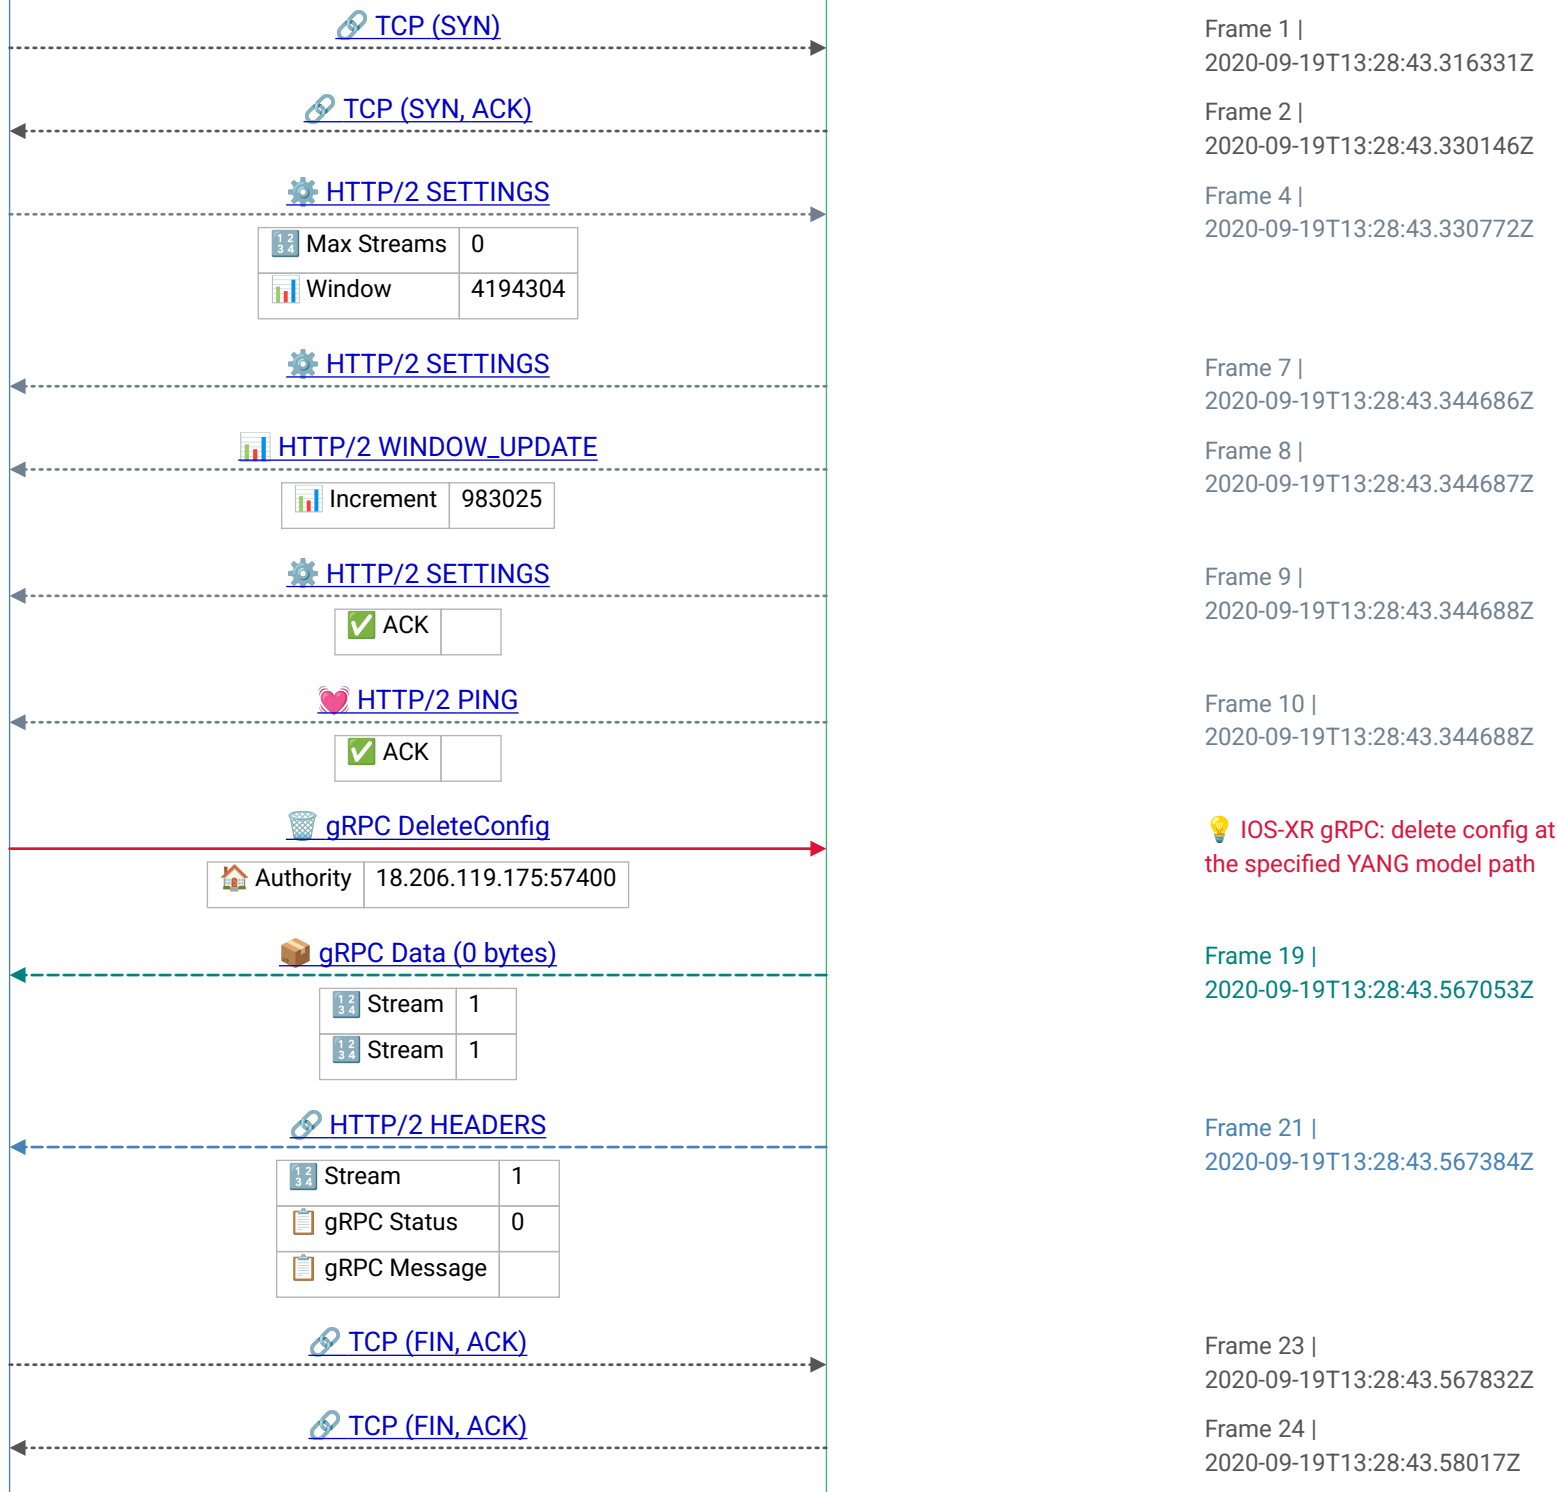 🔗 TCP (SYN)
Frame 1 |
2020-09-19T13:28:43.316331Z
🔗 TCP (SYN, ACK)
Frame 2 |
2020-09-19T13:28:43.330146Z
⚙️ HTTP/2 SETTINGS
Frame 4 |
2020-09-19T13:28:43.330772Z
🔢 Max Streams 0
📊 Window 4194304
⚙️ HTTP/2 SETTINGS
Frame 7 |
2020-09-19T13:28:43.344686Z
📊 HTTP/2 WINDOW_UPDATE
Frame 8 |
2020-09-19T13:28:43.344687Z
📊 Increment 983025
⚙️ HTTP/2 SETTINGS
Frame 9 |
2020-09-19T13:28:43.344688Z
✅ ACK
💓 HTTP/2 PING
Frame 10 |
2020-09-19T13:28:43.344688Z
✅ ACK
🗑️ gRPC DeleteConfig
💡 IOS-XR gRPC: delete config at
the specified YANG model path
🏠 Authority 18.206.119.175:57400
📦 gRPC Data (0 bytes)
Frame 19 |
2020-09-19T13:28:43.567053Z
🔢 Stream 1
🔢 Stream 1
🔗 HTTP/2 HEADERS
Frame 21 |
2020-09-19T13:28:43.567384Z
🔢 Stream 1
📋 gRPC Status 0
📋 gRPC Message
🔗 TCP (FIN, ACK)
Frame 23 |
2020-09-19T13:28:43.567832Z
🔗 TCP (FIN, ACK)
Frame 24 |
2020-09-19T13:28:43.58017Z